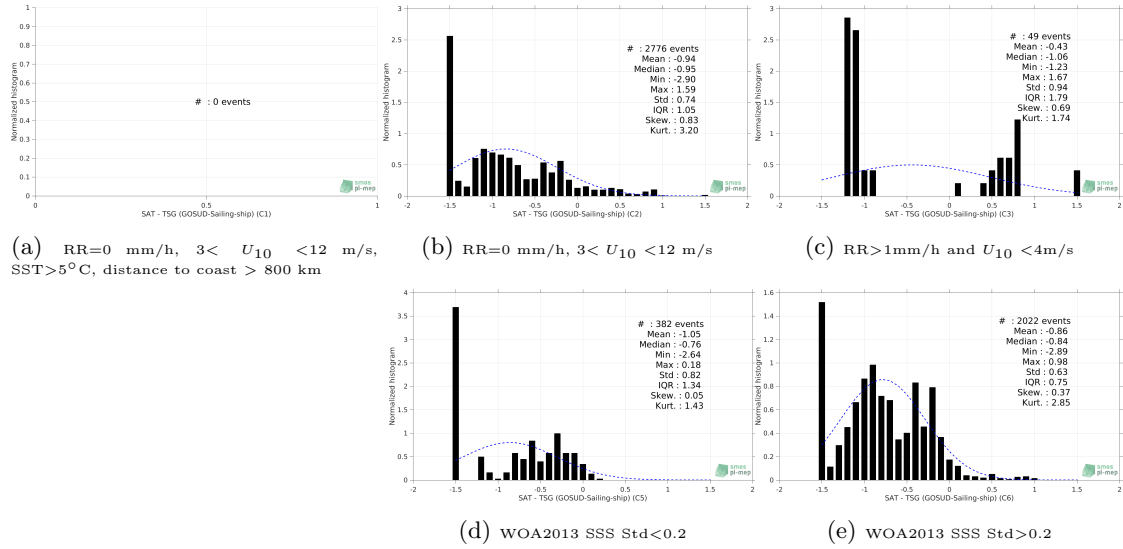 1
0.9
0.8
0.7
0.6
0.5
0.4
0.3
0.2
0.1
0
Normalized histogram
# : 0 events
smos
pi-mep
0 0.5 1
SAT - TSG (GOSUD-Sailing-ship) (C1)
(a) RR=0 mm/h, 3< U10 <12 m/s,
SST>5°C, distance to coast > 800 km
3
2.5
2
1.5
1
0.5
0
Normalized histogram
# : 2776 events
Mean : -0.94
Median : -0.95
Min : -2.90
Max : 1.59
Std : 0.74
IQR : 1.05
Skew. : 0.83
Kurt. : 3.20
smos
pi-mep
-2 -1.5 -1 -0.5 0 0.5 1 1.5 2
SAT - TSG (GOSUD-Sailing-ship) (C2)
(b) RR=0 mm/h, 3< U10 <12 m/s
3
2.5
2
1.5
1
0.5
0
Normalized histogram
# : 49 events
Mean : -0.43
Median : -1.06
Min : -1.23
Max : 1.67
Std : 0.94
IQR : 1.79
Skew. : 0.69
Kurt. : 1.74
smos
pi-mep
-2 -1.5 -1 -0.5 0 0.5 1 1.5 2
SAT - TSG (GOSUD-Sailing-ship) (C3)
(c) RR>1mm/h and U10 <4m/s
4
3.5
3
2.5
2
1.5
1
0.5
0
Normalized histogram
# : 382 events
Mean : -1.05
Median : -0.76
Min : -2.64
Max : 0.18
Std : 0.82
IQR : 1.34
Skew. : 0.05
Kurt. : 1.43
smos
pi-mep
-2 -1.5 -1 -0.5 0 0.5 1 1.5 2
SAT - TSG (GOSUD-Sailing-ship) (C5)
(d) WOA2013 SSS Std<0.2
1.6
1.4
1.2
1
0.8
0.6
0.4
0.2
0
Normalized histogram
# : 2022 events
Mean : -0.86
Median : -0.84
Min : -2.89
Max : 0.98
Std : 0.63
IQR : 0.75
Skew. : 0.37
Kurt. : 2.85
smos
pi-mep
-2 -1.5 -1 -0.5 0 0.5 1 1.5 2
SAT - TSG (GOSUD-Sailing-ship) (C6)
(e) WOA2013 SSS Std>0.2